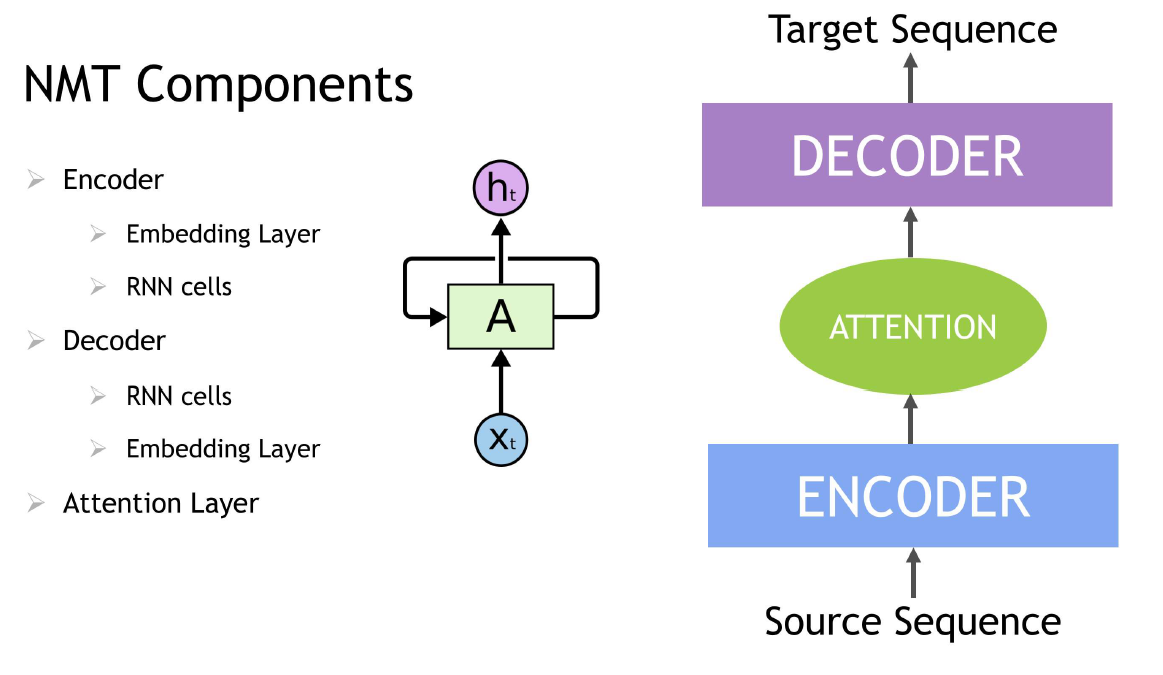 NMT Components
Encoder
Embedding Layer
RNN cells
Decoder
RNN cells
Embedding Layer
Attention Layer
ht
A
xt
Target Sequence
DECODER
ATTENTION
ENCODER
Source Sequence